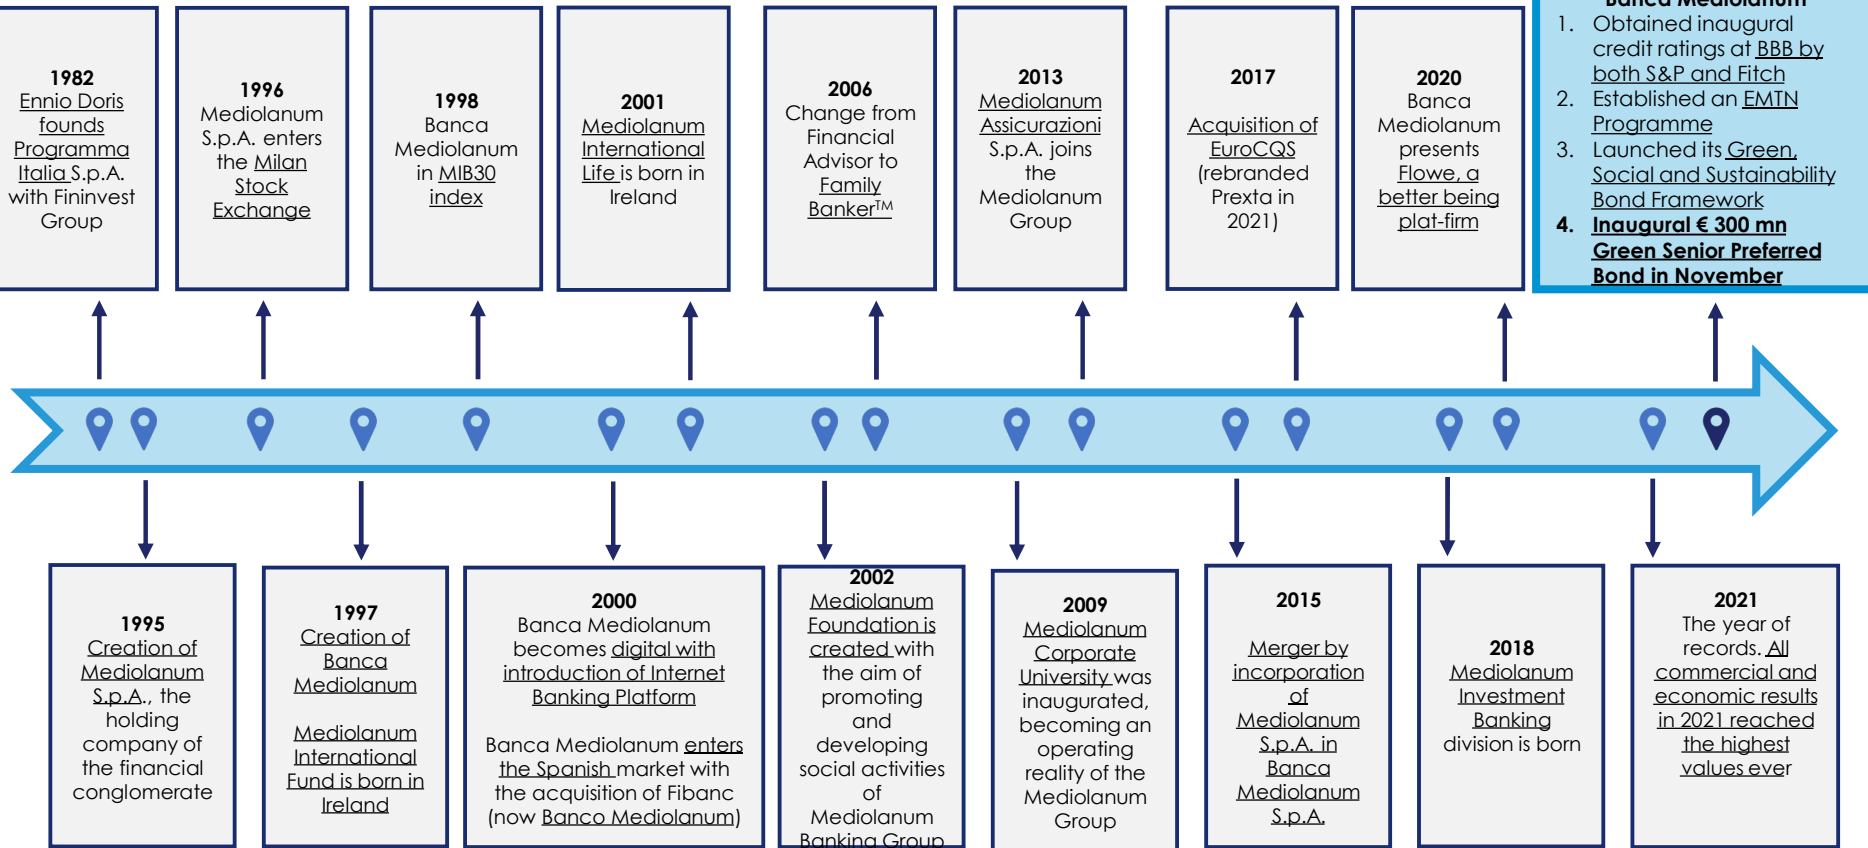 1982
Ennio Doris
founds
Programma
Italia S.p.A.
with Fininvest
Group
1996
Mediolanum
S.p.A. enters
the Milan
Stock
Exchange
1998
Banca
Mediolanum
in MIB30
index
2001
Mediolanum
International
Life is born in
Ireland
2006
Change from
Financial
Advisor to
Family
Banker™
2013
Mediolanum
Assicurazioni
S.p.A. joins
the
Mediolanum
Group
2017
Acquisition of
EuroCQS
(rebranded
Prexta in
2021)
2020
Banca
Mediolanum
presents
Flowe, a
better being
plat-firm
Banca Mediolanum
1. Obtained inaugural
credit ratings at BBB by
both S&P and Fitch
2. Established an EMTN
Programme
3. Launched its Green,
Social and Sustainability
Bond Framework
4. Inaugural € 300 mn
Green Senior Preferred
Bond in November
1995
Creation of
Mediolanum
S.p.A., the
holding
company of
the financial
conglomerate
1997
Creation of
Banca
Mediolanum
Mediolanum
International
Fund is born in
Ireland
2000
Banca Mediolanum
becomes digital with
introduction of Internet
Banking Platform
Banca Mediolanum enters
the Spanish market with
the acquisition of Fibanc
(now Banco Mediolanum)
2002
Mediolanum
Foundation is
created with
the aim of
promoting
and
developing
social activities
of
Mediolanum
Banking Group
2009
Mediolanum
Corporate
University was
inaugurated,
becoming an
operating
reality of the
Mediolanum
Group
2015
Merger by
incorporation
of
Mediolanum
S.p.A. in
Banca
Mediolanum
S.p.A.
2018
Mediolanum
Investment
Banking
division is born
2021
The year of
records. All
commercial and
economic results
in 2021 reached
the highest
values ever